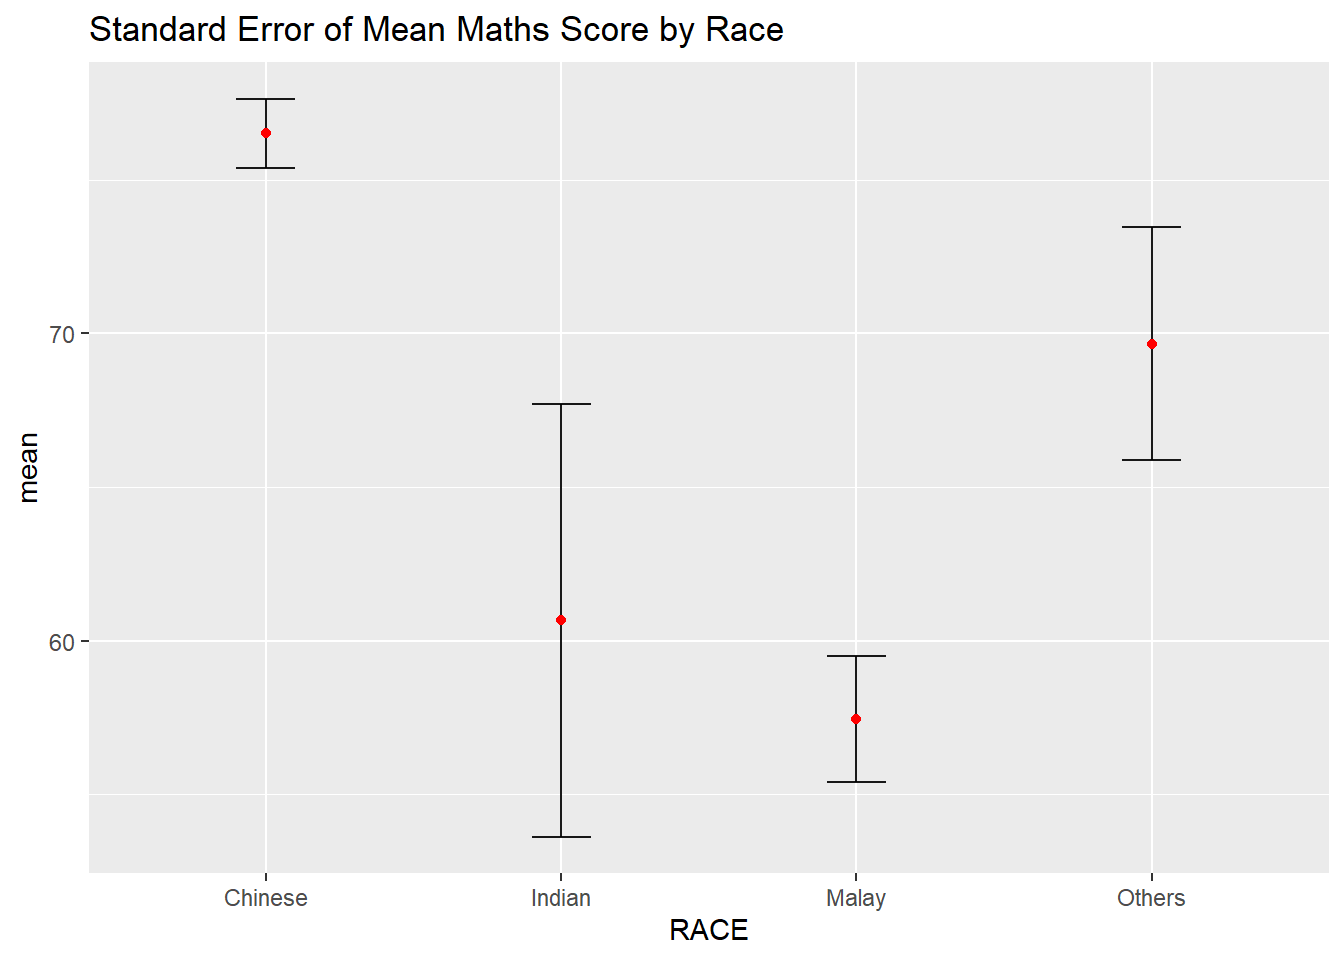 Standard Error of Mean Maths Score by Race
mean
70
60
Chinese Indian Malay Others
RACE